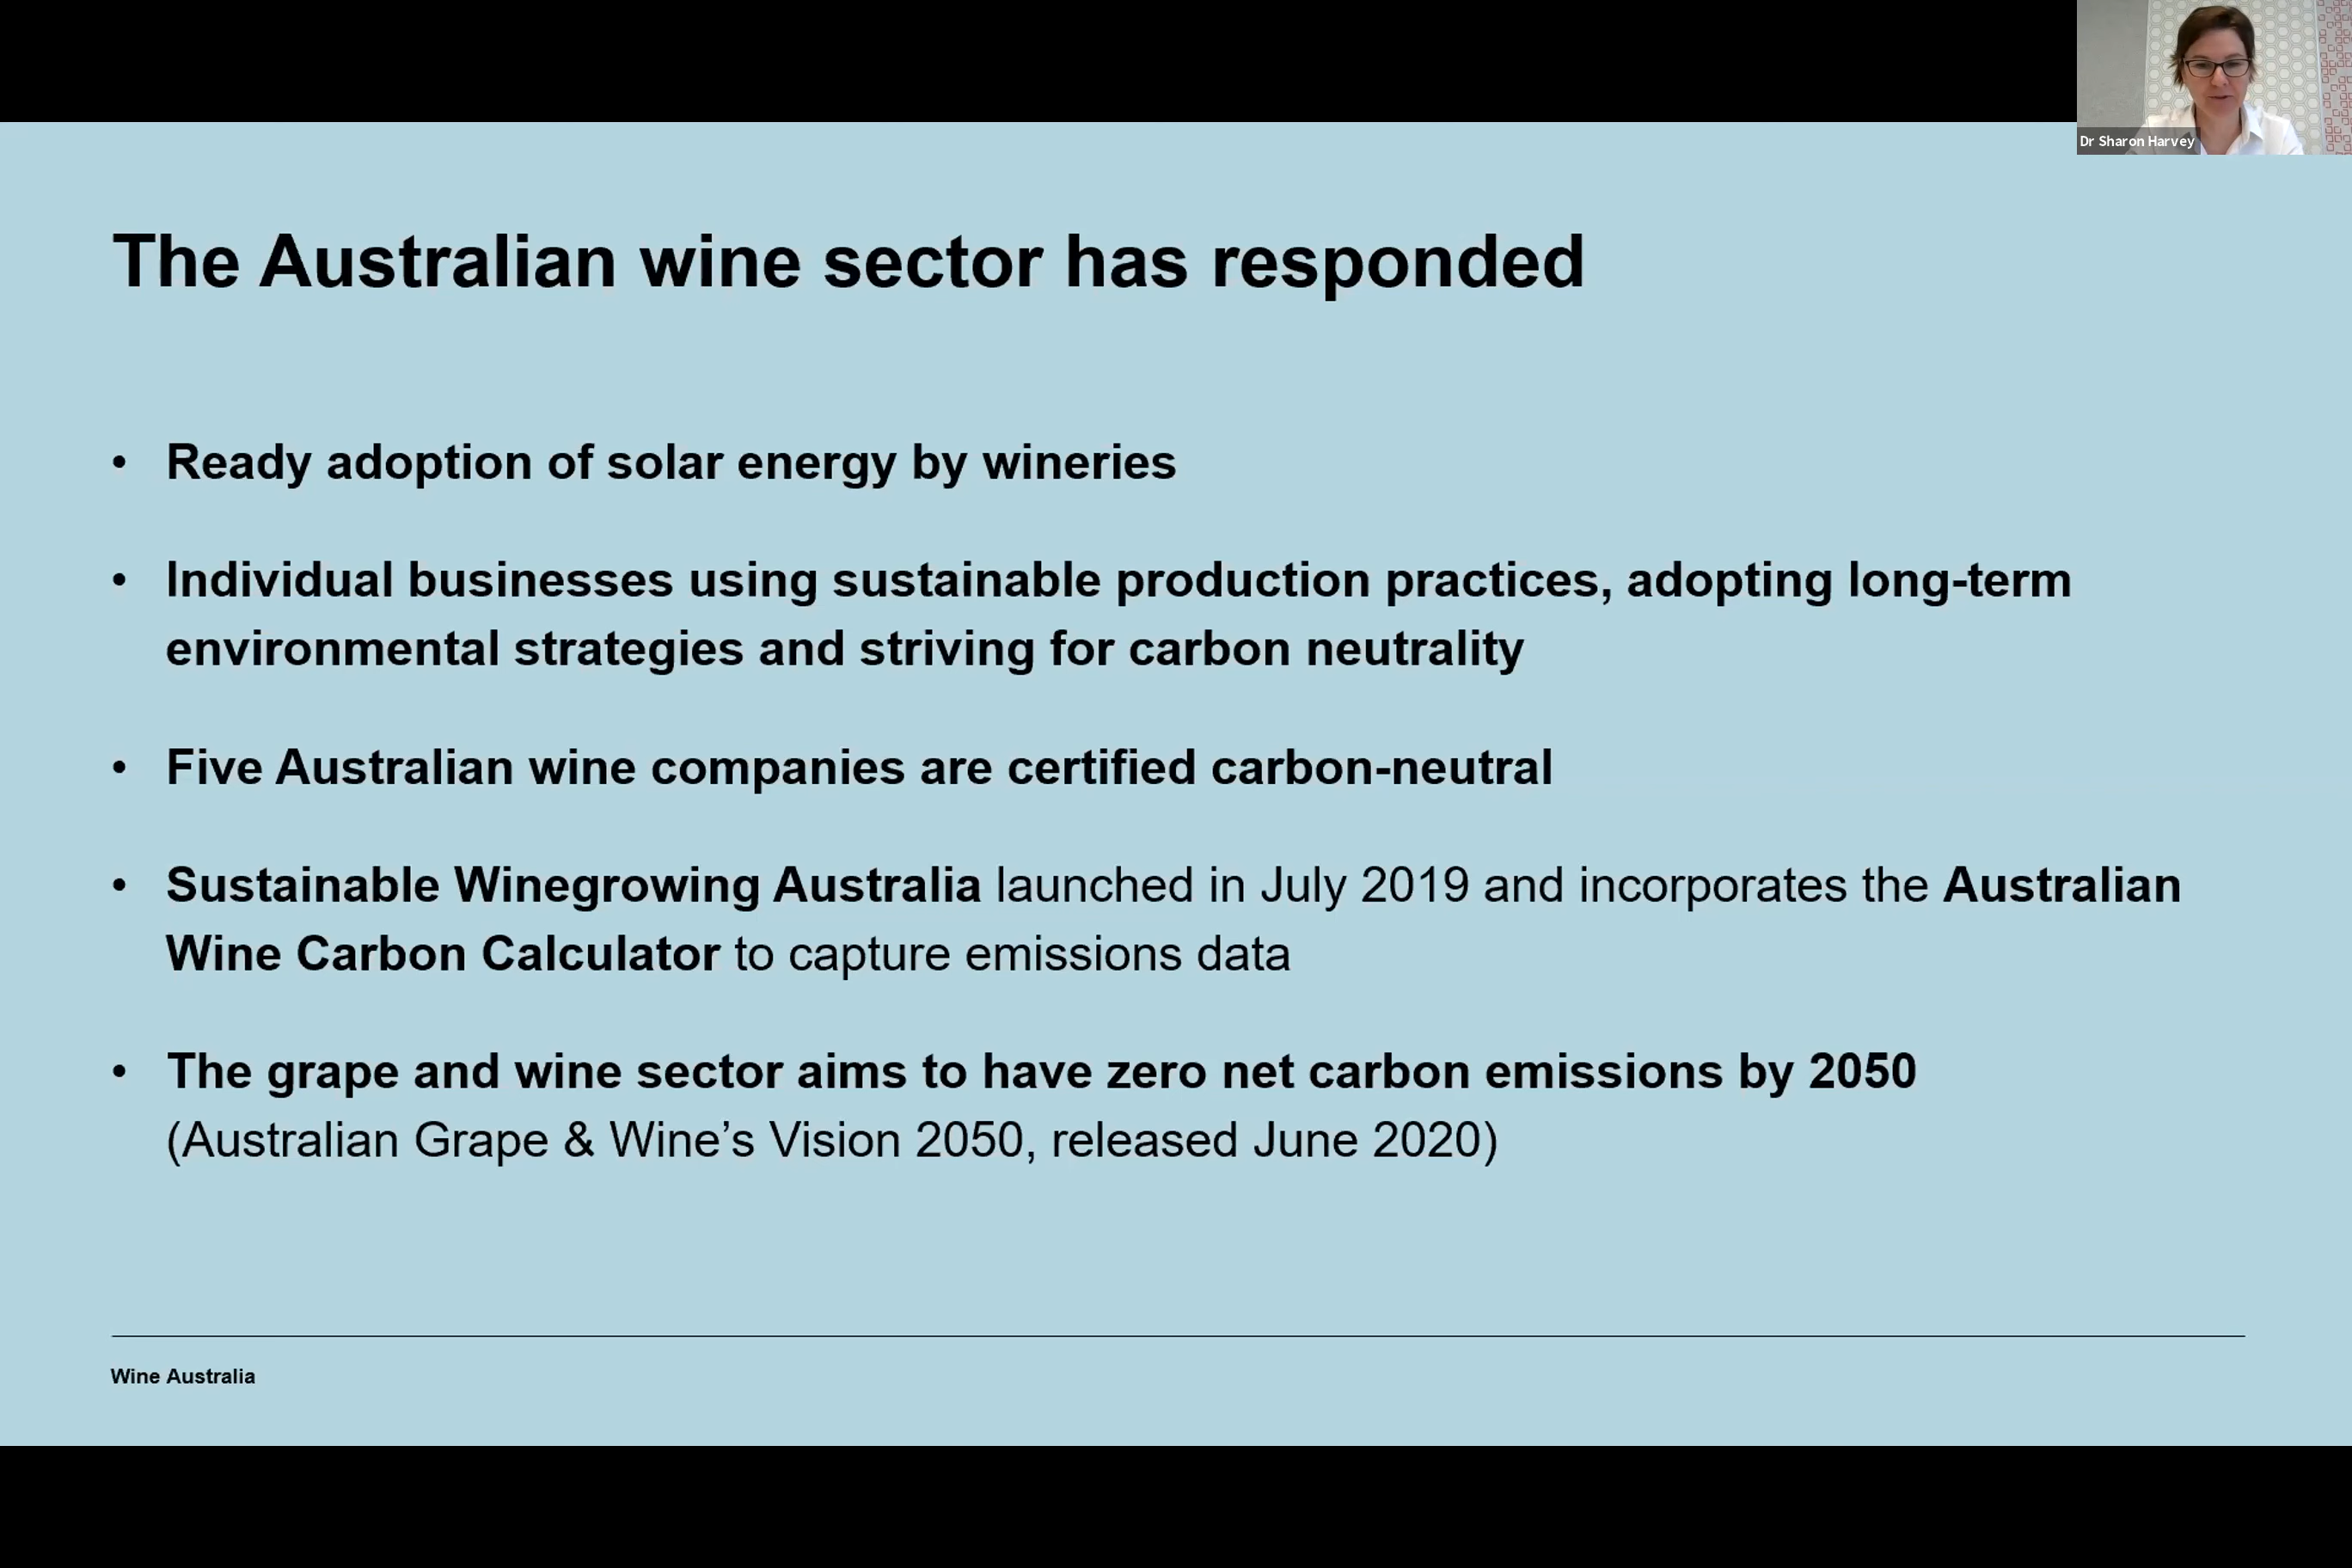 Dr Sharon Harvey
The Australian wine sector has responded
• Ready adoption of solar energy by wineries
• Individual businesses using sustainable production practices, adopting long-term
environmental strategies and striving for carbon neutrality
• Five Australian wine companies are certified carbon-neutral
• Sustainable Winegrowing Australia launched in July 2019 and incorporates the Australian
Wine Carbon Calculator to capture emissions data
• The grape and wine sector aims to have zero net carbon emissions by 2050
(Australian Grape & Wine’s Vision 2050, released June 2020)
Wine Australia